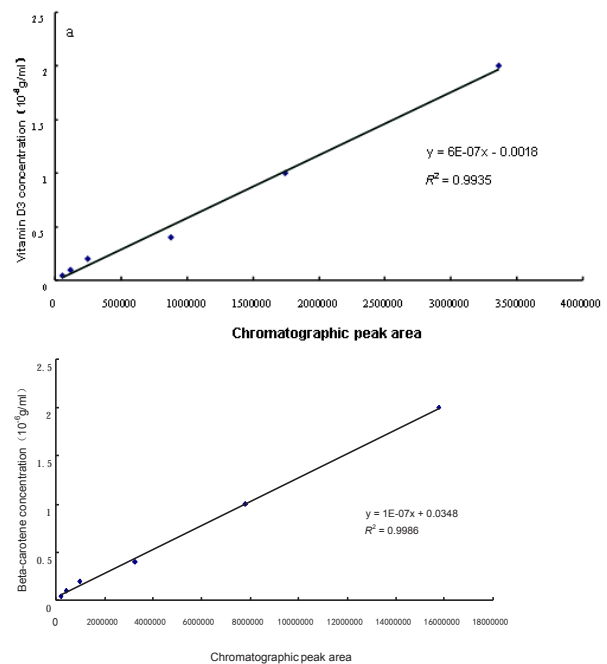 a
2.5
2
1.5
1
0.5
0
Vitamin D3 concentration (10⁻⁶g/ml)
y = 6E-07x - 0.0018
R² = 0.9935
0 500000 1000000 1500000 2000000 2500000 3000000 3500000 4000000
Chromatographic peak area
2.5
2
1.5
1
0.5
0
Beta-carotene concentration（10⁻⁶g/ml）
y = 1E-07x + 0.0348
R² = 0.9986
0 2000000 4000000 6000000 8000000 10000000 12000000 14000000 16000000 18000000
Chromatographic peak area